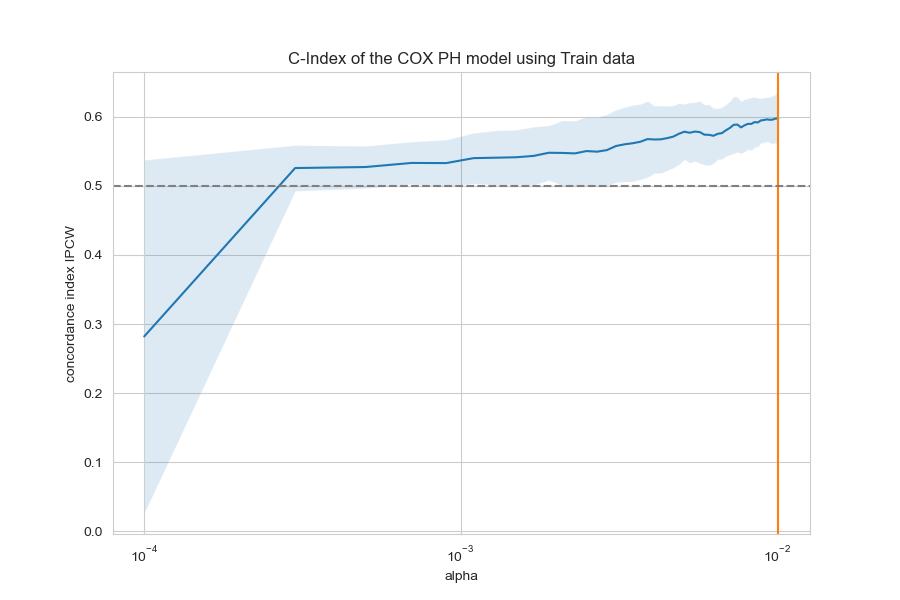 C-Index of the COX PH model using Train data
concordance index IPCW
0.6
0.5
0.4
0.3
0.2
0.1
0.0
10⁻⁴ 10⁻³ 10⁻²
alpha